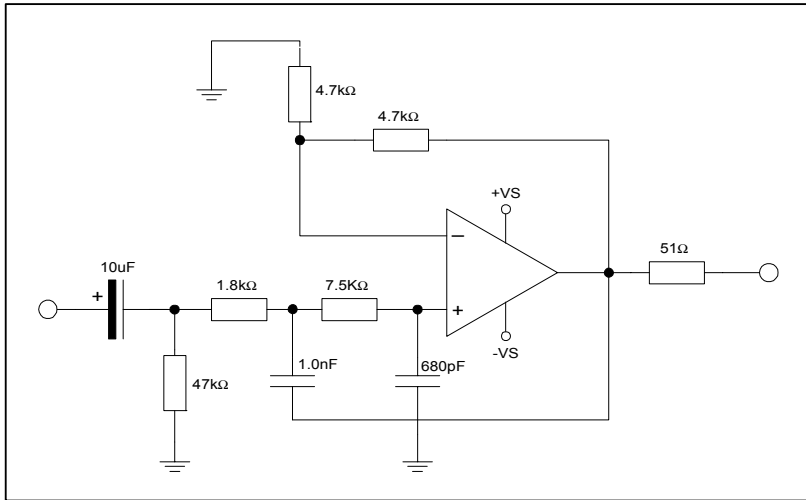 4.7kΩ
4.7kΩ
+VS
−
51Ω
10uF
+
1.8kΩ
7.5KΩ
+
-VS
1.0nF
680pF
47kΩ